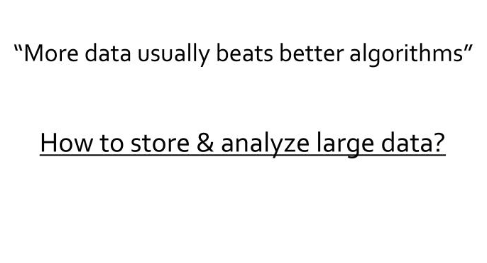 “More data usually beats better algorithms”
How to store & analyze large data?